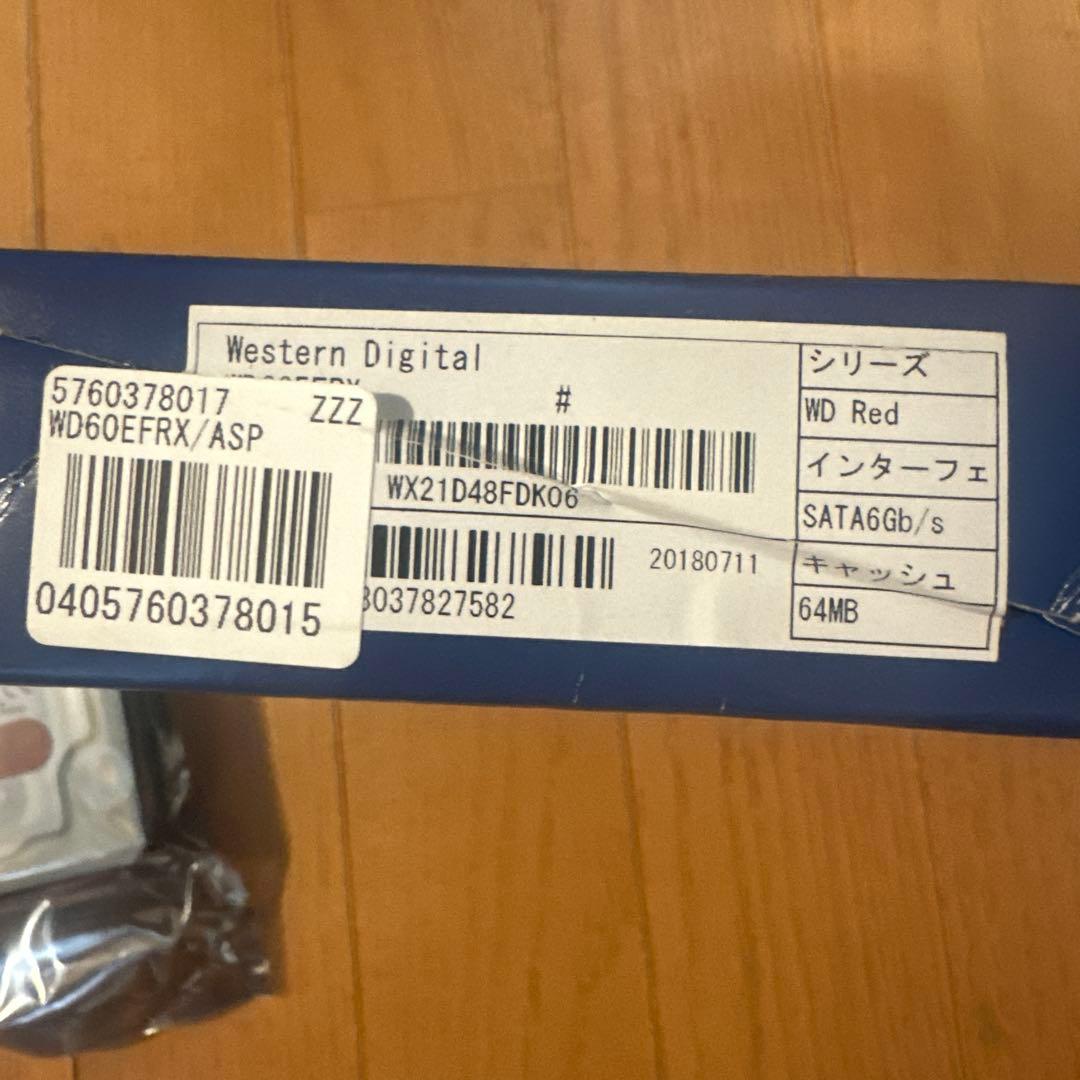 Western Digital
#
WX21D48FDK06
20180711
3037827582
シリーズ
WD Red
インターフェ
SATA6Gb/s
キャッシュ
64MB
5760378017 ZZZ
WD60EFRX/ASP
0405760378015